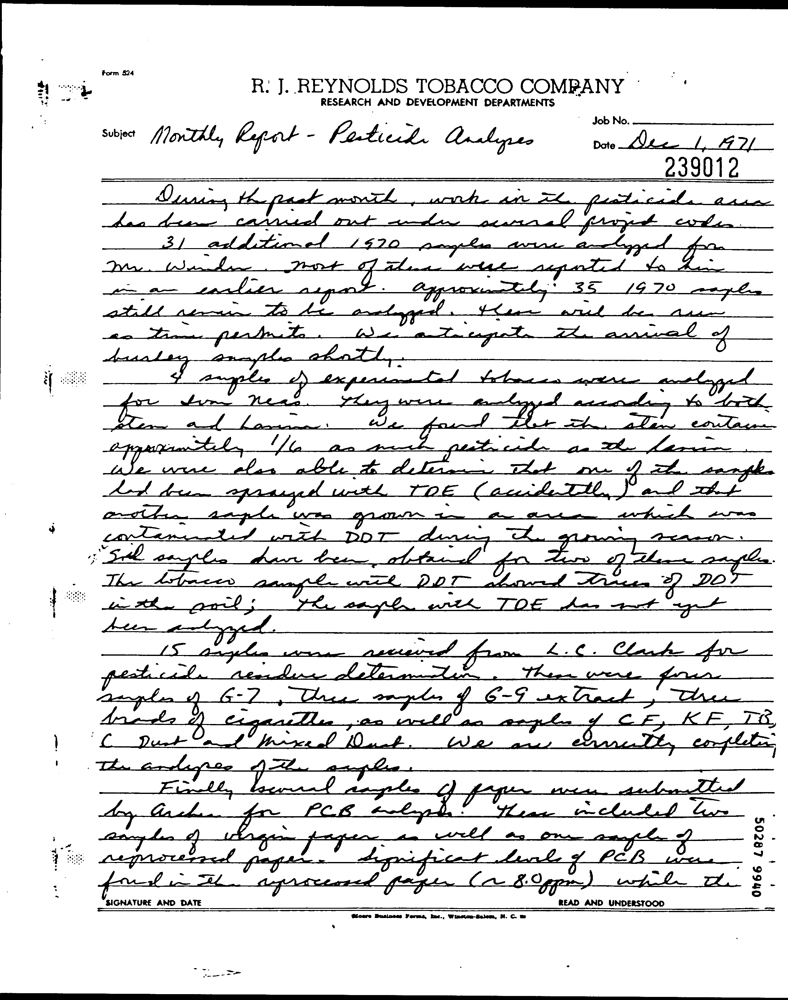 Form 524
R. J. REYNOLDS TOBACCO COMPANY
RESEARCH AND DEVELOPMENT DEPARTMENTS
Job No.
Subject Monthly Report - Pesticide Analyses
Date Dec 1, 1971
239012
During the past month, work in the pesticide area
has been carried out under several project codes.
31 additional 1970 samples were analyzed for
Mr. Winder. Most of these were reported to him
in an earlier report. Approximately 35 1970 samples
still remain to be analyzed. These will be run
as time permits. We anticipate the arrival of
burley samples shortly.
4 samples of experimental tobacco were analyzed
for Neas. They were analyzed according to both
stem and lamina. We found that the stem contains
approximately 1/6 as much pesticide as the lamina.
We were also able to determine that one of the samples
had been sprayed with TDE (accidentally) and that
another sample was grown in an area which was
contaminated with DDT during the growing season.
Soil samples have been obtained for two of these samples.
The tobacco sample with DDT showed traces of DDT
in the soil; the sample with TDE has not yet
been analyzed.
15 samples were received from L.C. Clark for
pesticide residue determination. These were four
samples of G-7, three samples of G-9 extract, three
brands of cigarettes, as well as samples of CF, KF, TB,
C Dust and Mixed Dust. We are currently completing
the analyses of the samples.
Finally several samples of paper were submitted
by Archer for PCB analysis. These included two
samples of virgin paper as well as one sample of
reprocessed paper. Significant levels of PCB were
found in the reprocessed paper (~ 8.0ppm) while the
SIGNATURE AND DATE
READ AND UNDERSTOOD
Moore Business Forms, Inc., Winston-Salem, N. C.
50287 9940